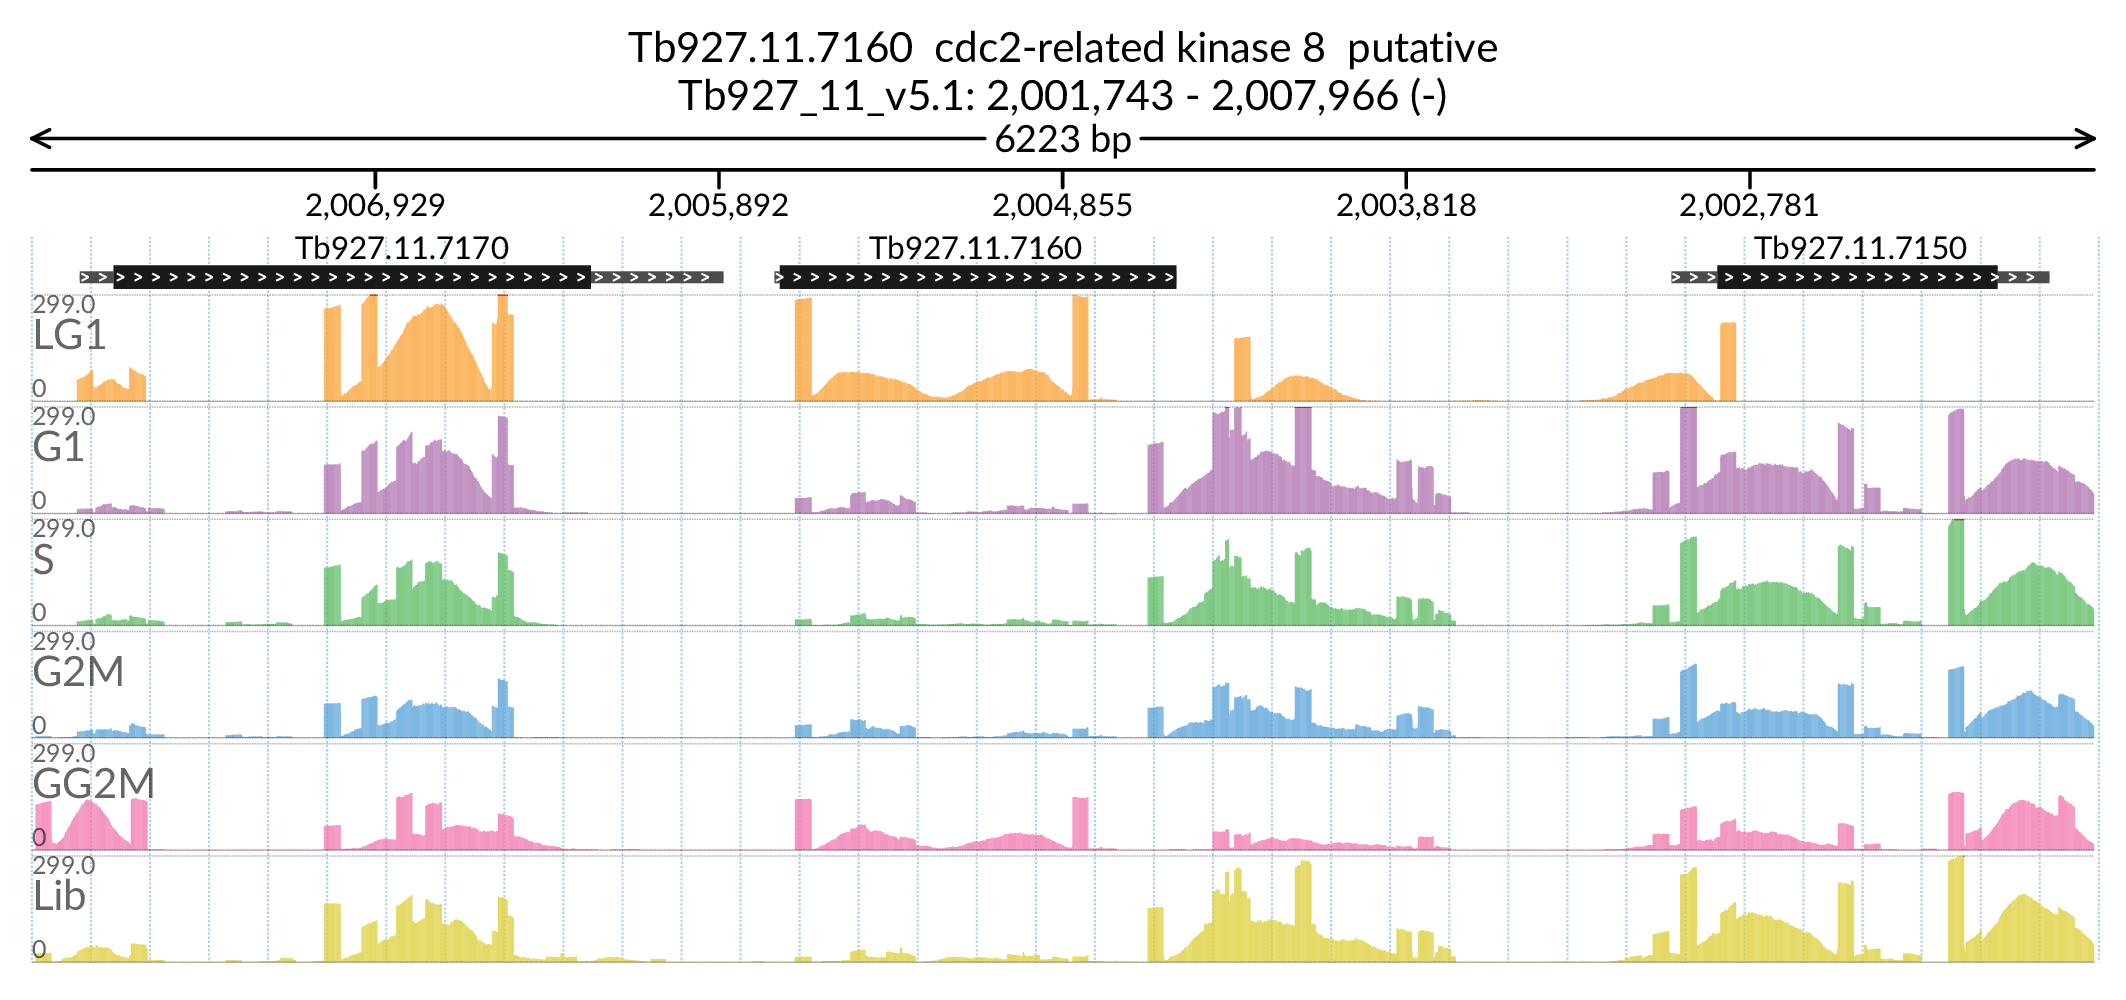 Tb927.11.7160  cdc2-related kinase 8  putative
Tb927_11_v5.1: 2,001,743 - 2,007,966 (-)
6223 bp
2,006,929 2,005,892 2,004,855 2,003,818 2,002,781
Tb927.11.7170 Tb927.11.7160 Tb927.11.7150
299.0
LG1
0
299.0
G1
0
299.0
S
0
299.0
G2M
0
299.0
GG2M
0
299.0
Lib
0